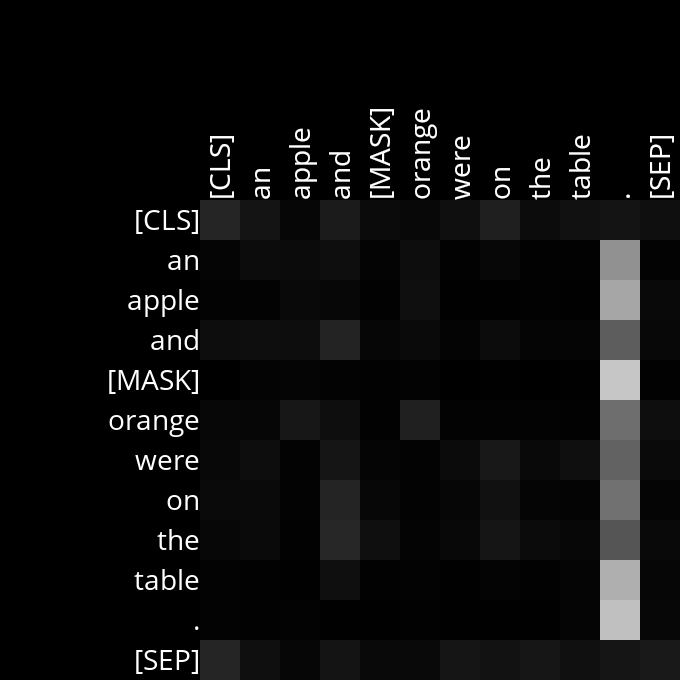 [CLS] an apple and [MASK] orange were on the table . [SEP]
[CLS]
an
apple
and
[MASK]
orange
were
on
the
table
.
[SEP]